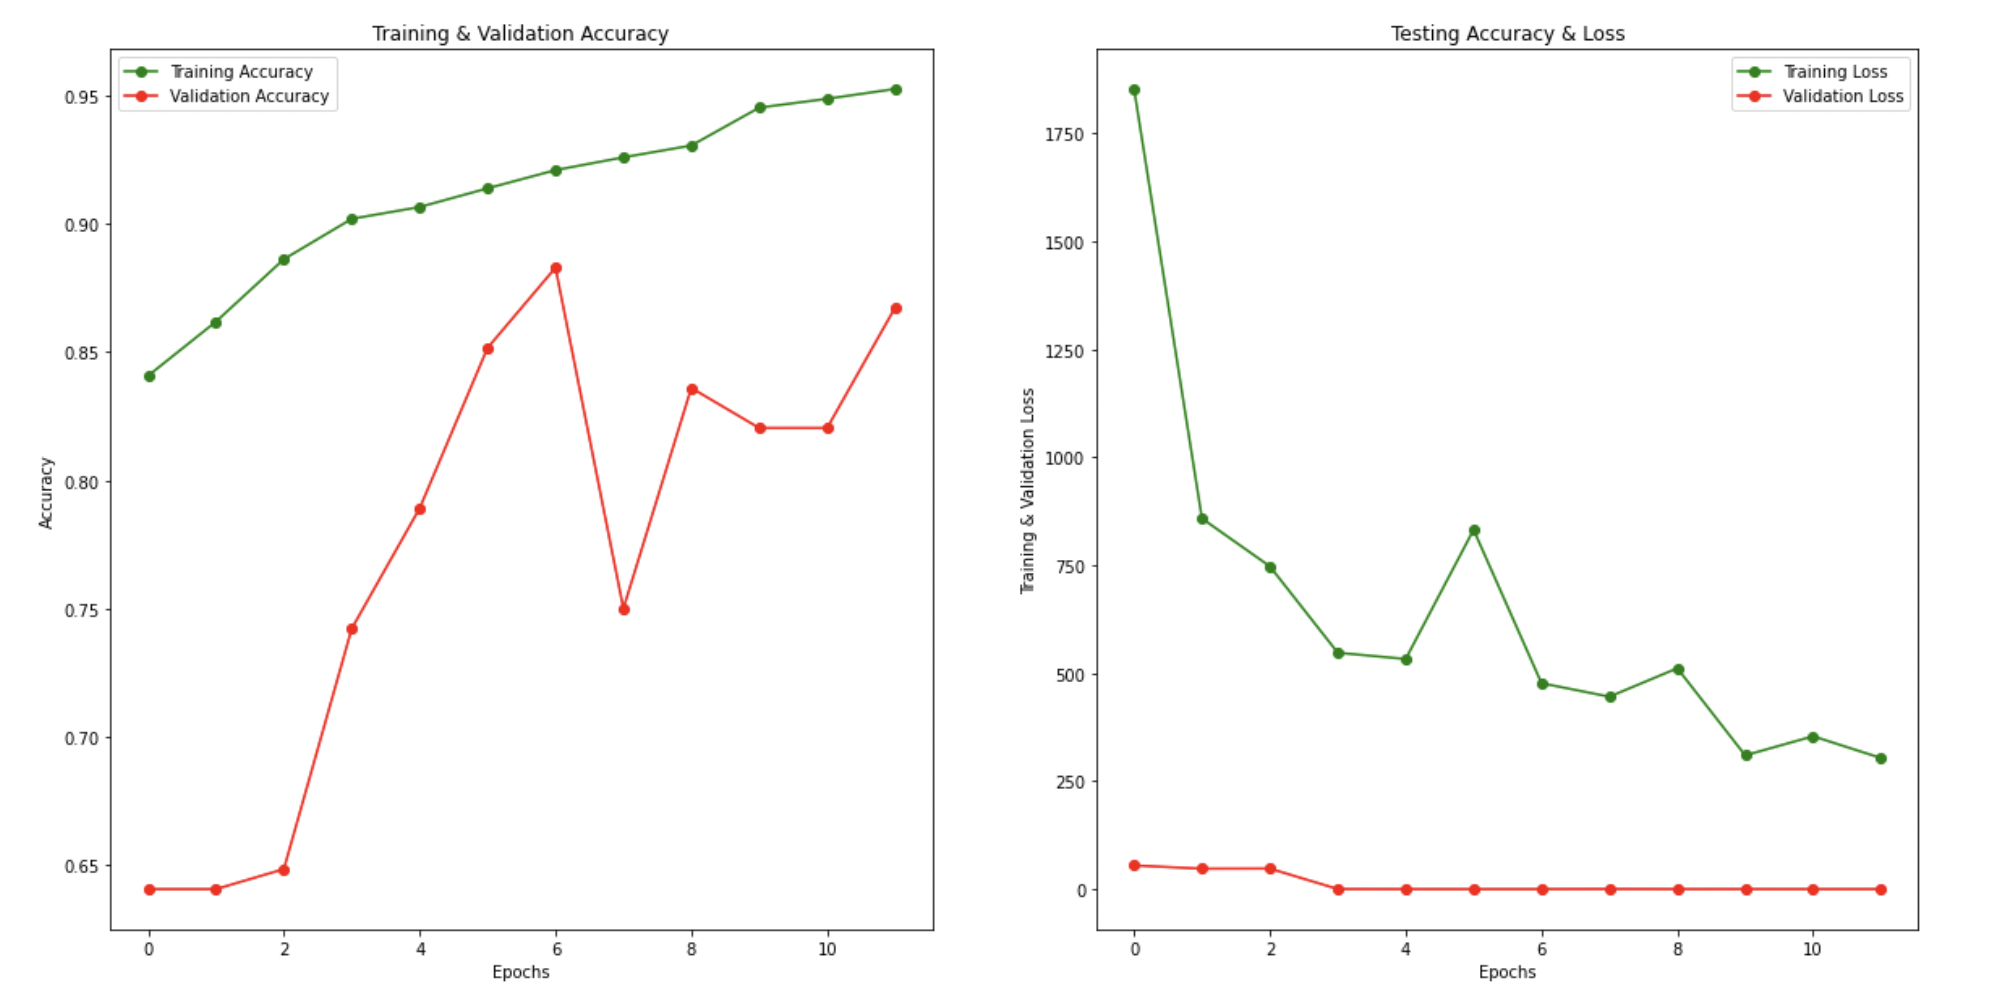 Training & Validation Accuracy
Training Accuracy
Validation Accuracy
0.95
0.90
0.85
0.80
0.75
0.70
0.65
Accuracy
0 2 4 6 8 10
Epochs
Testing Accuracy & Loss
Training Loss
Validation Loss
1750
1500
1250
1000
750
500
250
0
Training & Validation Loss
0 2 4 6 8 10
Epochs